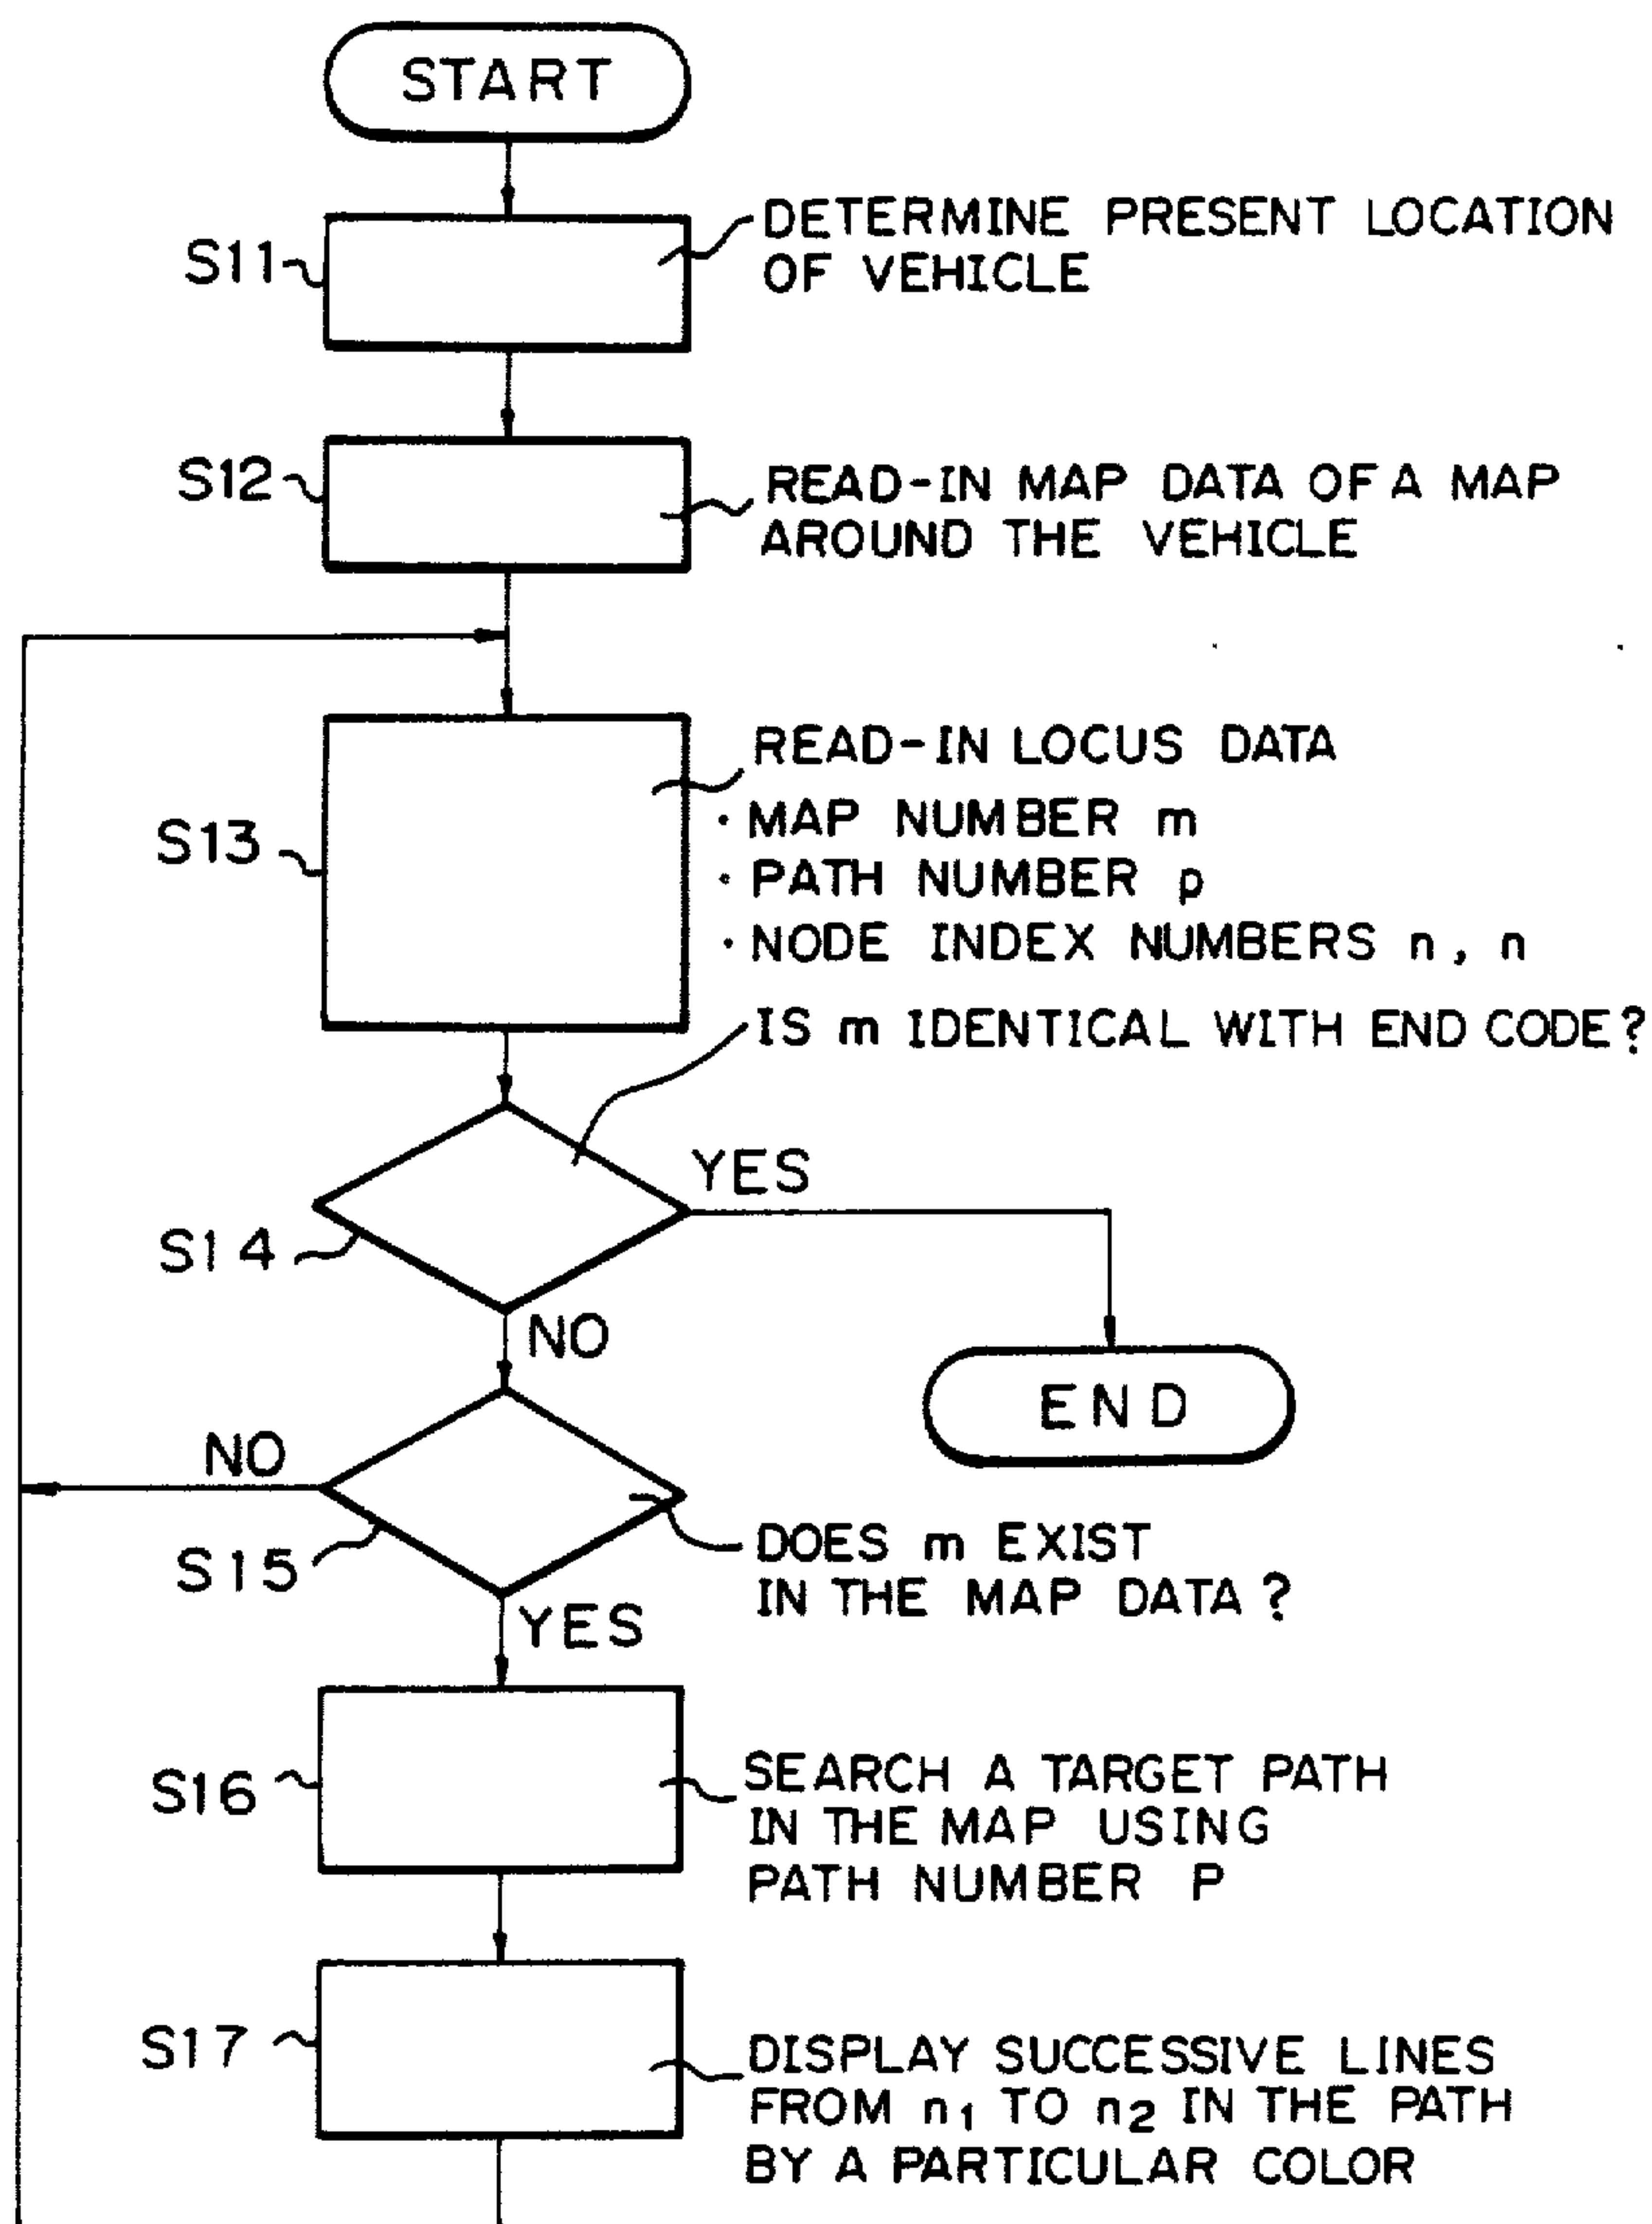 START
S11
DETERMINE PRESENT LOCATION
OF VEHICLE
S12
READ-IN MAP DATA OF A MAP
AROUND THE VEHICLE
S13
READ-IN LOCUS DATA
· MAP NUMBER m
· PATH NUMBER p
· NODE INDEX NUMBERS n, n
IS m IDENTICAL WITH END CODE?
S14
YES
NO
END
NO
S15
DOES m EXIST
IN THE MAP DATA?
YES
S16
SEARCH A TARGET PATH
IN THE MAP USING
PATH NUMBER P
S17
DISPLAY SUCCESSIVE LINES
FROM n1 TO n2 IN THE PATH
BY A PARTICULAR COLOR